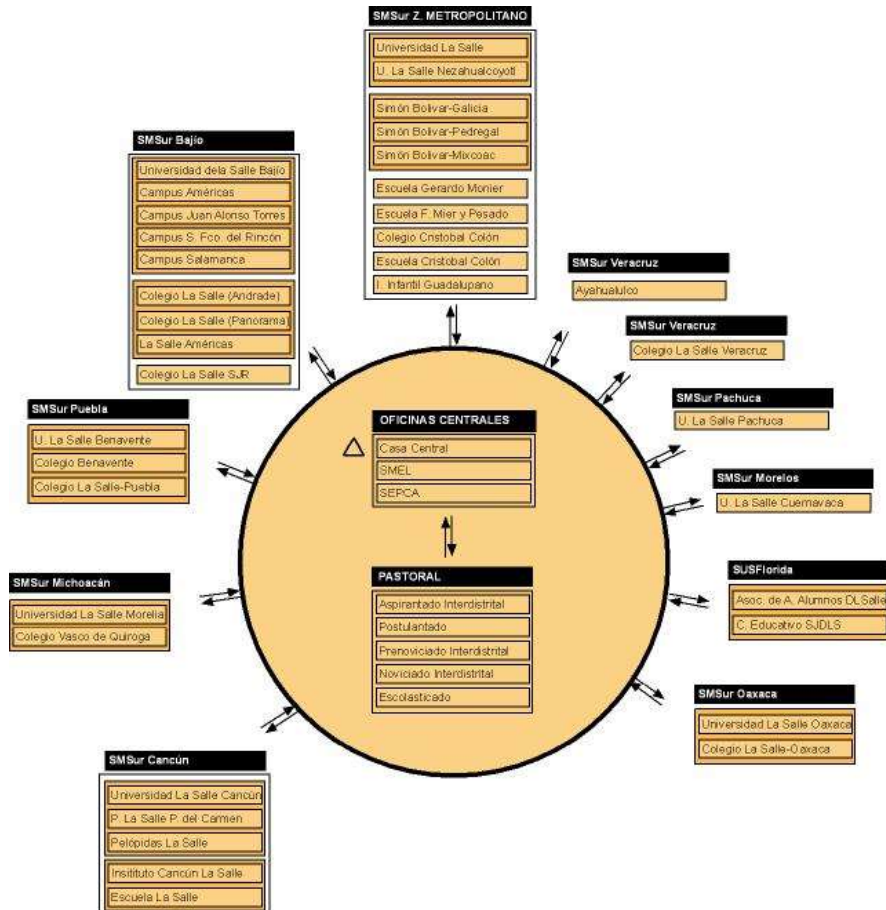 SMSur Z. METROPOLITANO
Universidad La Salle
U. La Salle Nezahualcoyotl
Simón Bolivar-Galicia
Simón Bolivar-Pedregal
Simón Bolivar-Mixcoac
Escuela Gerardo Monier
Escuela F. Mier y Pesado
Colegio Cristobal Colón
Escuela Cristobal Colón
I. Infantil Guadalupano
SMSur Bajío
Universidad dela Salle Bajío
Campus Américas
Campus Juan Alonso Torres
Campus S. Fco. del Rincón
Campus Salamanca
Colegio La Salle (Andrade)
Colegio La Salle (Panorama)
La Salle Américas
Colegio La Salle SJR
SMSur Veracruz
Ayahualulco
SMSur Veracruz
Colegio La Salle Veracruz
SMSur Pachuca
U. La Salle Pachuca
SMSur Morelos
U. La Salle Cuernavaca
SUSFlorida
Asoc. de A. Alumnos DLSalle
C. Educativo SJDLS
SMSur Oaxaca
Universidad La Salle Oaxaca
Colegio La Salle-Oaxaca
SMSur Puebla
U. La Salle Benavente
Colegio Benavente
Colegio La Salle-Puebla
SMSur Michoacán
Universidad La Salle Morelia
Colegio Vasco de Quiroga
SMSur Cancún
Universidad La Salle Cancún
P. La Salle P. del Carmen
Pelópidas La Salle
Insitituto Cancún La Salle
Escuela La Salle
OFICINAS CENTRALES
Casa Central
SMEL
SEPCA
PASTORAL
Aspirantado Interdistrital
Postulantado
Prenoviciado Interdistrital
Noviciado Interdistrital
Escolasticado